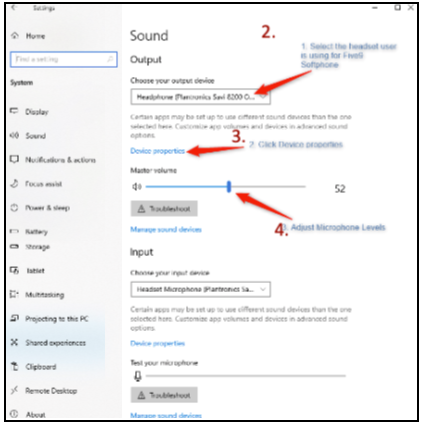 Settings
Home
Find a setting
System
Display
Sound
Notifications & actions
Focus assist
Power & sleep
Battery
Storage
Tablet
Multitasking
Projecting to this PC
Shared experiences
Clipboard
Remote Desktop
About
Sound
Output
Choose your output device
Headphone (Plantronics Savi 8200 O...
Certain apps may be set up to use different sound devices than the one
selected here. Customize app volumes and devices in advanced sound
options.
Device properties
Master volume
52
Troubleshoot
Manage sound devices
Input
Choose your input device
Headset Microphone (Plantronics Sa...
Certain apps may be set up to use different sound devices than the one
selected here. Customize app volumes and devices in advanced sound
options.
Device properties
Test your microphone
Troubleshoot
Manage sound devices
2.
1. Select the headset user
is using for Five9
Softphone
3.
2. Click Device properties
4.
3. Adjust Microphone Levels